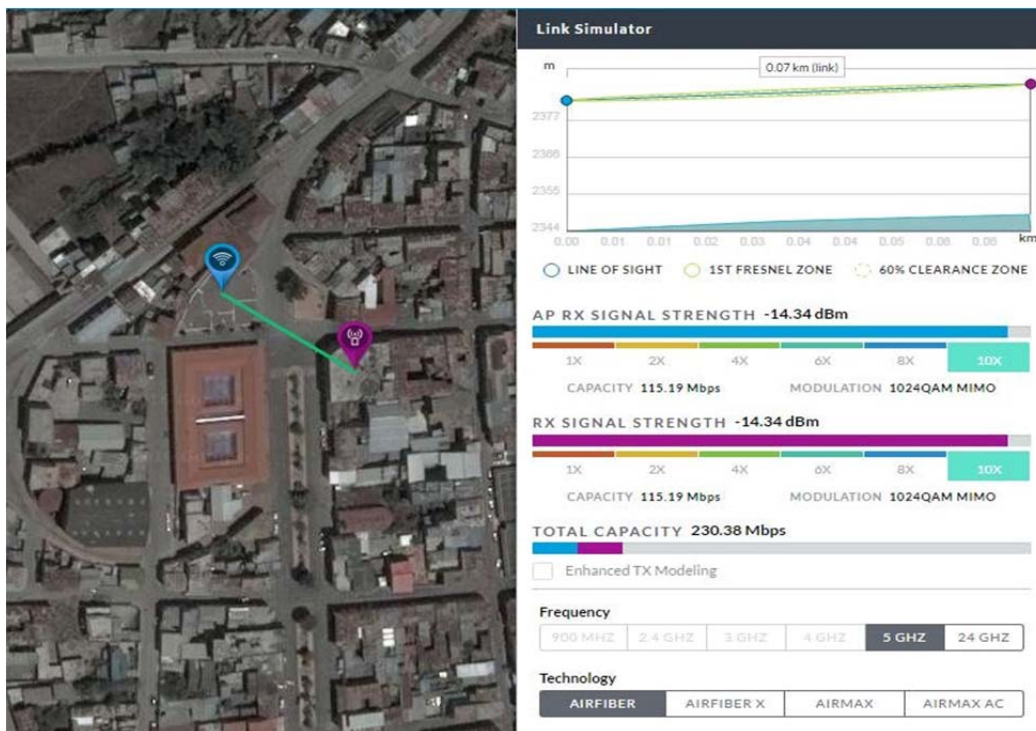 Link Simulator
m
0.07 km (link)
2377
2366
2355
2344
0.00 0.01 0.01 0.02 0.02 0.04 0.04 0.04 0.06 0.06 0.08 km
LINE OF SIGHT 1ST FRESNEL ZONE 60% CLEARANCE ZONE
AP RX SIGNAL STRENGTH -14.34 dBm
1X 2X 4X 6X 8X 10X
CAPACITY 115.19 Mbps MODULATION 1024QAM MIMO
RX SIGNAL STRENGTH -14.34 dBm
1X 2X 4X 6X 8X 10X
CAPACITY 115.19 Mbps MODULATION 1024QAM MIMO
TOTAL CAPACITY 230.38 Mbps
Enhanced TX Modeling
Frequency
900 MHZ 2.4 GHZ 3 GHZ 4 GHZ 5 GHZ 24 GHZ
Technology
AIRFIBER AIRFIBER X AIRMAX AIRMAX AC